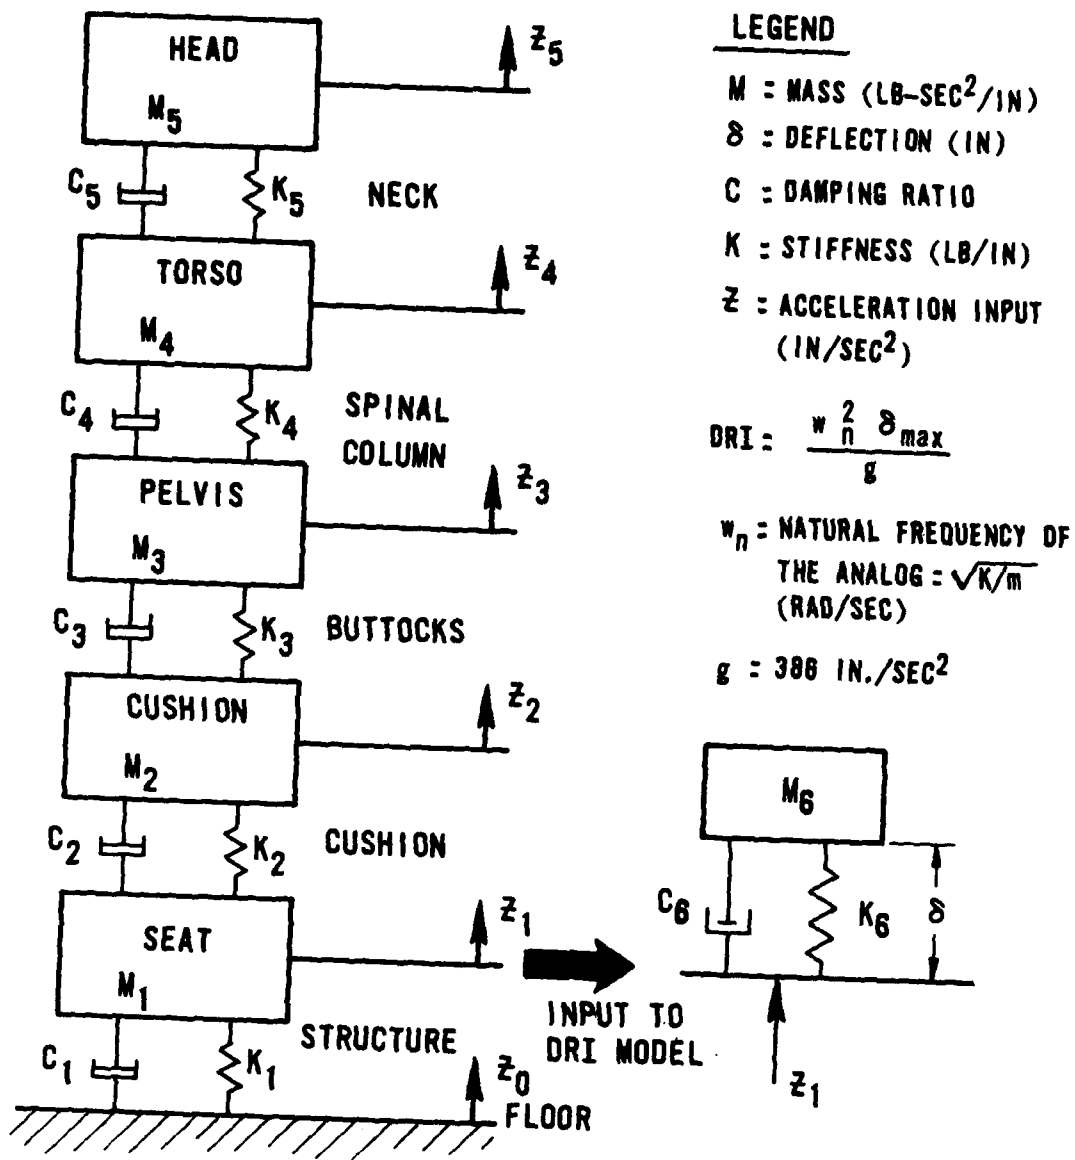 HEAD
M5
Z5
C5
K5
NECK
TORSO
M4
Z4
C4
K4
SPINAL
COLUMN
PELVIS
M3
Z3
C3
K3
BUTTOCKS
CUSHION
M2
Z2
C2
K2
CUSHION
SEAT
M1
Z1
C1
K1
STRUCTURE
Z0
FLOOR
INPUT TO
DRI MODEL
LEGEND
M = MASS (LB-SEC²/IN)
δ = DEFLECTION (IN)
C = DAMPING RATIO
K = STIFFNESS (LB/IN)
Z = ACCELERATION INPUT
(IN/SEC²)
DRI = w n 2 δ max
g
wn = NATURAL FREQUENCY OF
THE ANALOG = √K/m
(RAD/SEC)
g = 386 IN./SEC²
M6
C6
K6
δ
Z1